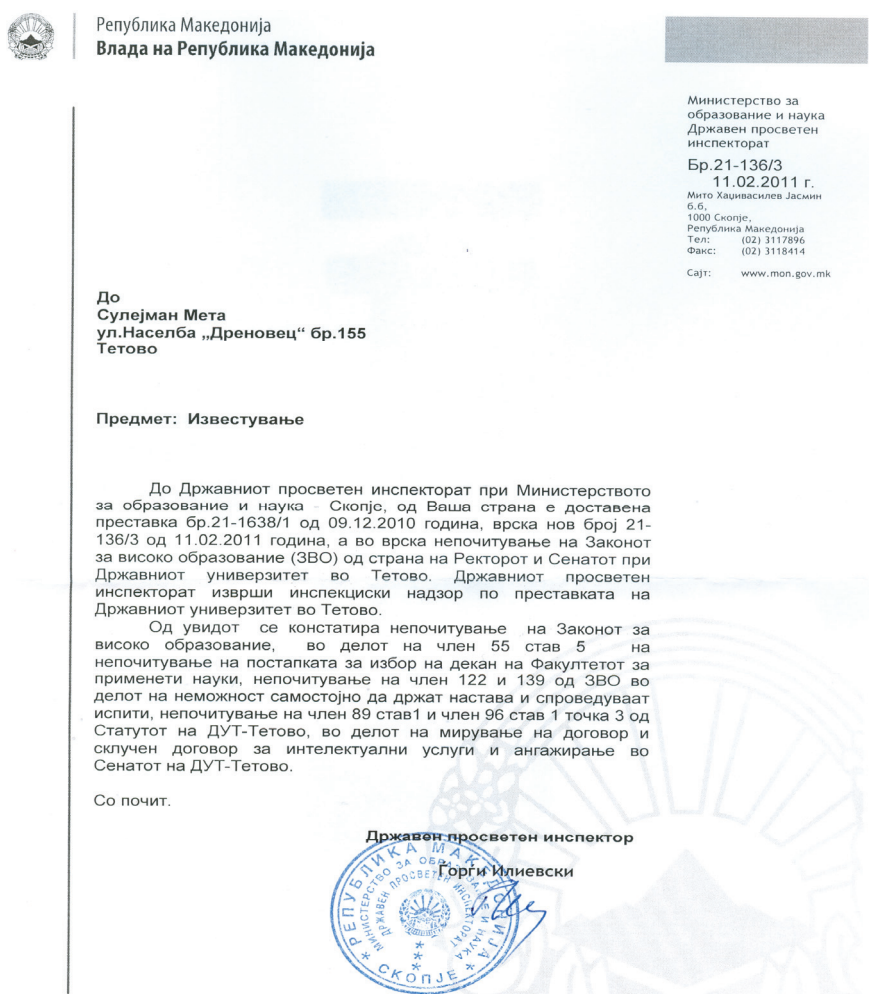 Република Македонија
Влада на Република Македонија
Министерство за
образование и наука
Државен просветен
инспекторат
Бр.21-136/3
11.02.2011 г.
Мито Хаџивасилев Јасмин
б.б,
1000 Скопје,
Република Македонија
Тел: (02) 3117896
Факс: (02) 3118414
Сајт: www.mon.gov.mk
До
Сулејман Мета
ул.Населба „Дреновец“ бр.155
Тетово
Предмет: Известување
До Државниот просветен инспекторат при Министерството
за образование и наука - Скопје, од Ваша страна е доставена
преставка бр.21-1638/1 од 09.12.2010 година, врска нов број 21-
136/3 од 11.02.2011 година, а во врска непочитување на Законот
за високо образование (ЗВО) од страна на Ректорот и Сенатот при
Државниот универзитет во Тетово. Државниот просветен
инспекторат изврши инспекциски надзор по преставката на
Државниот универзитет во Тетово.
Од увидот се констатира непочитување на Законот за
високо образование, во делот на член 55 став 5 на
непочитување на постапката за избор на декан на Факултетот за
применети науки, непочитување на член 122 и 139 од ЗВО во
делот на неможност самостојно да држат настава и спроведуваат
испити, непочитување на член 89 став1 и член 96 став 1 точка 3 од
Статутот на ДУТ-Тетово, во делот на мирување на договор и
склучен договор за интелектуални услуги и ангажирање во
Сенатот на ДУТ-Тетово.
Со почит.
Државен просветен инспектор
Ѓорѓи Илиевски
РЕПУБЛИКА МАКЕДОНИЈА
МИНИСТЕРСТВО ЗА ОБРАЗОВАНИЕ И НАУКА
ДРЖАВЕН ПРОСВЕТЕН ИНСПЕКТОРАТ
СКОПЈЕ